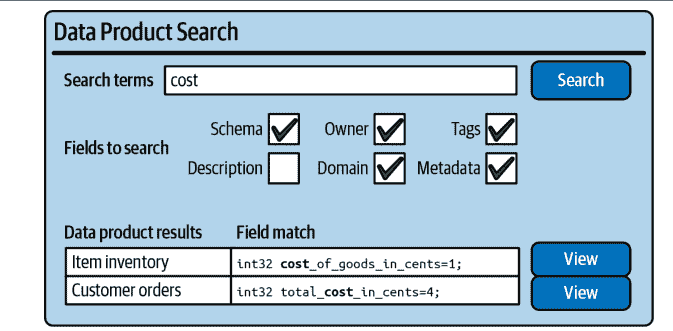 Data Product Search
Search terms cost Search
Schema Owner Tags
Fields to search
Description Domain Metadata
Data product results Field match
Item inventory int32 cost_of_goods_in_cents=1; View
Customer orders int32 total_cost_in_cents=4; View